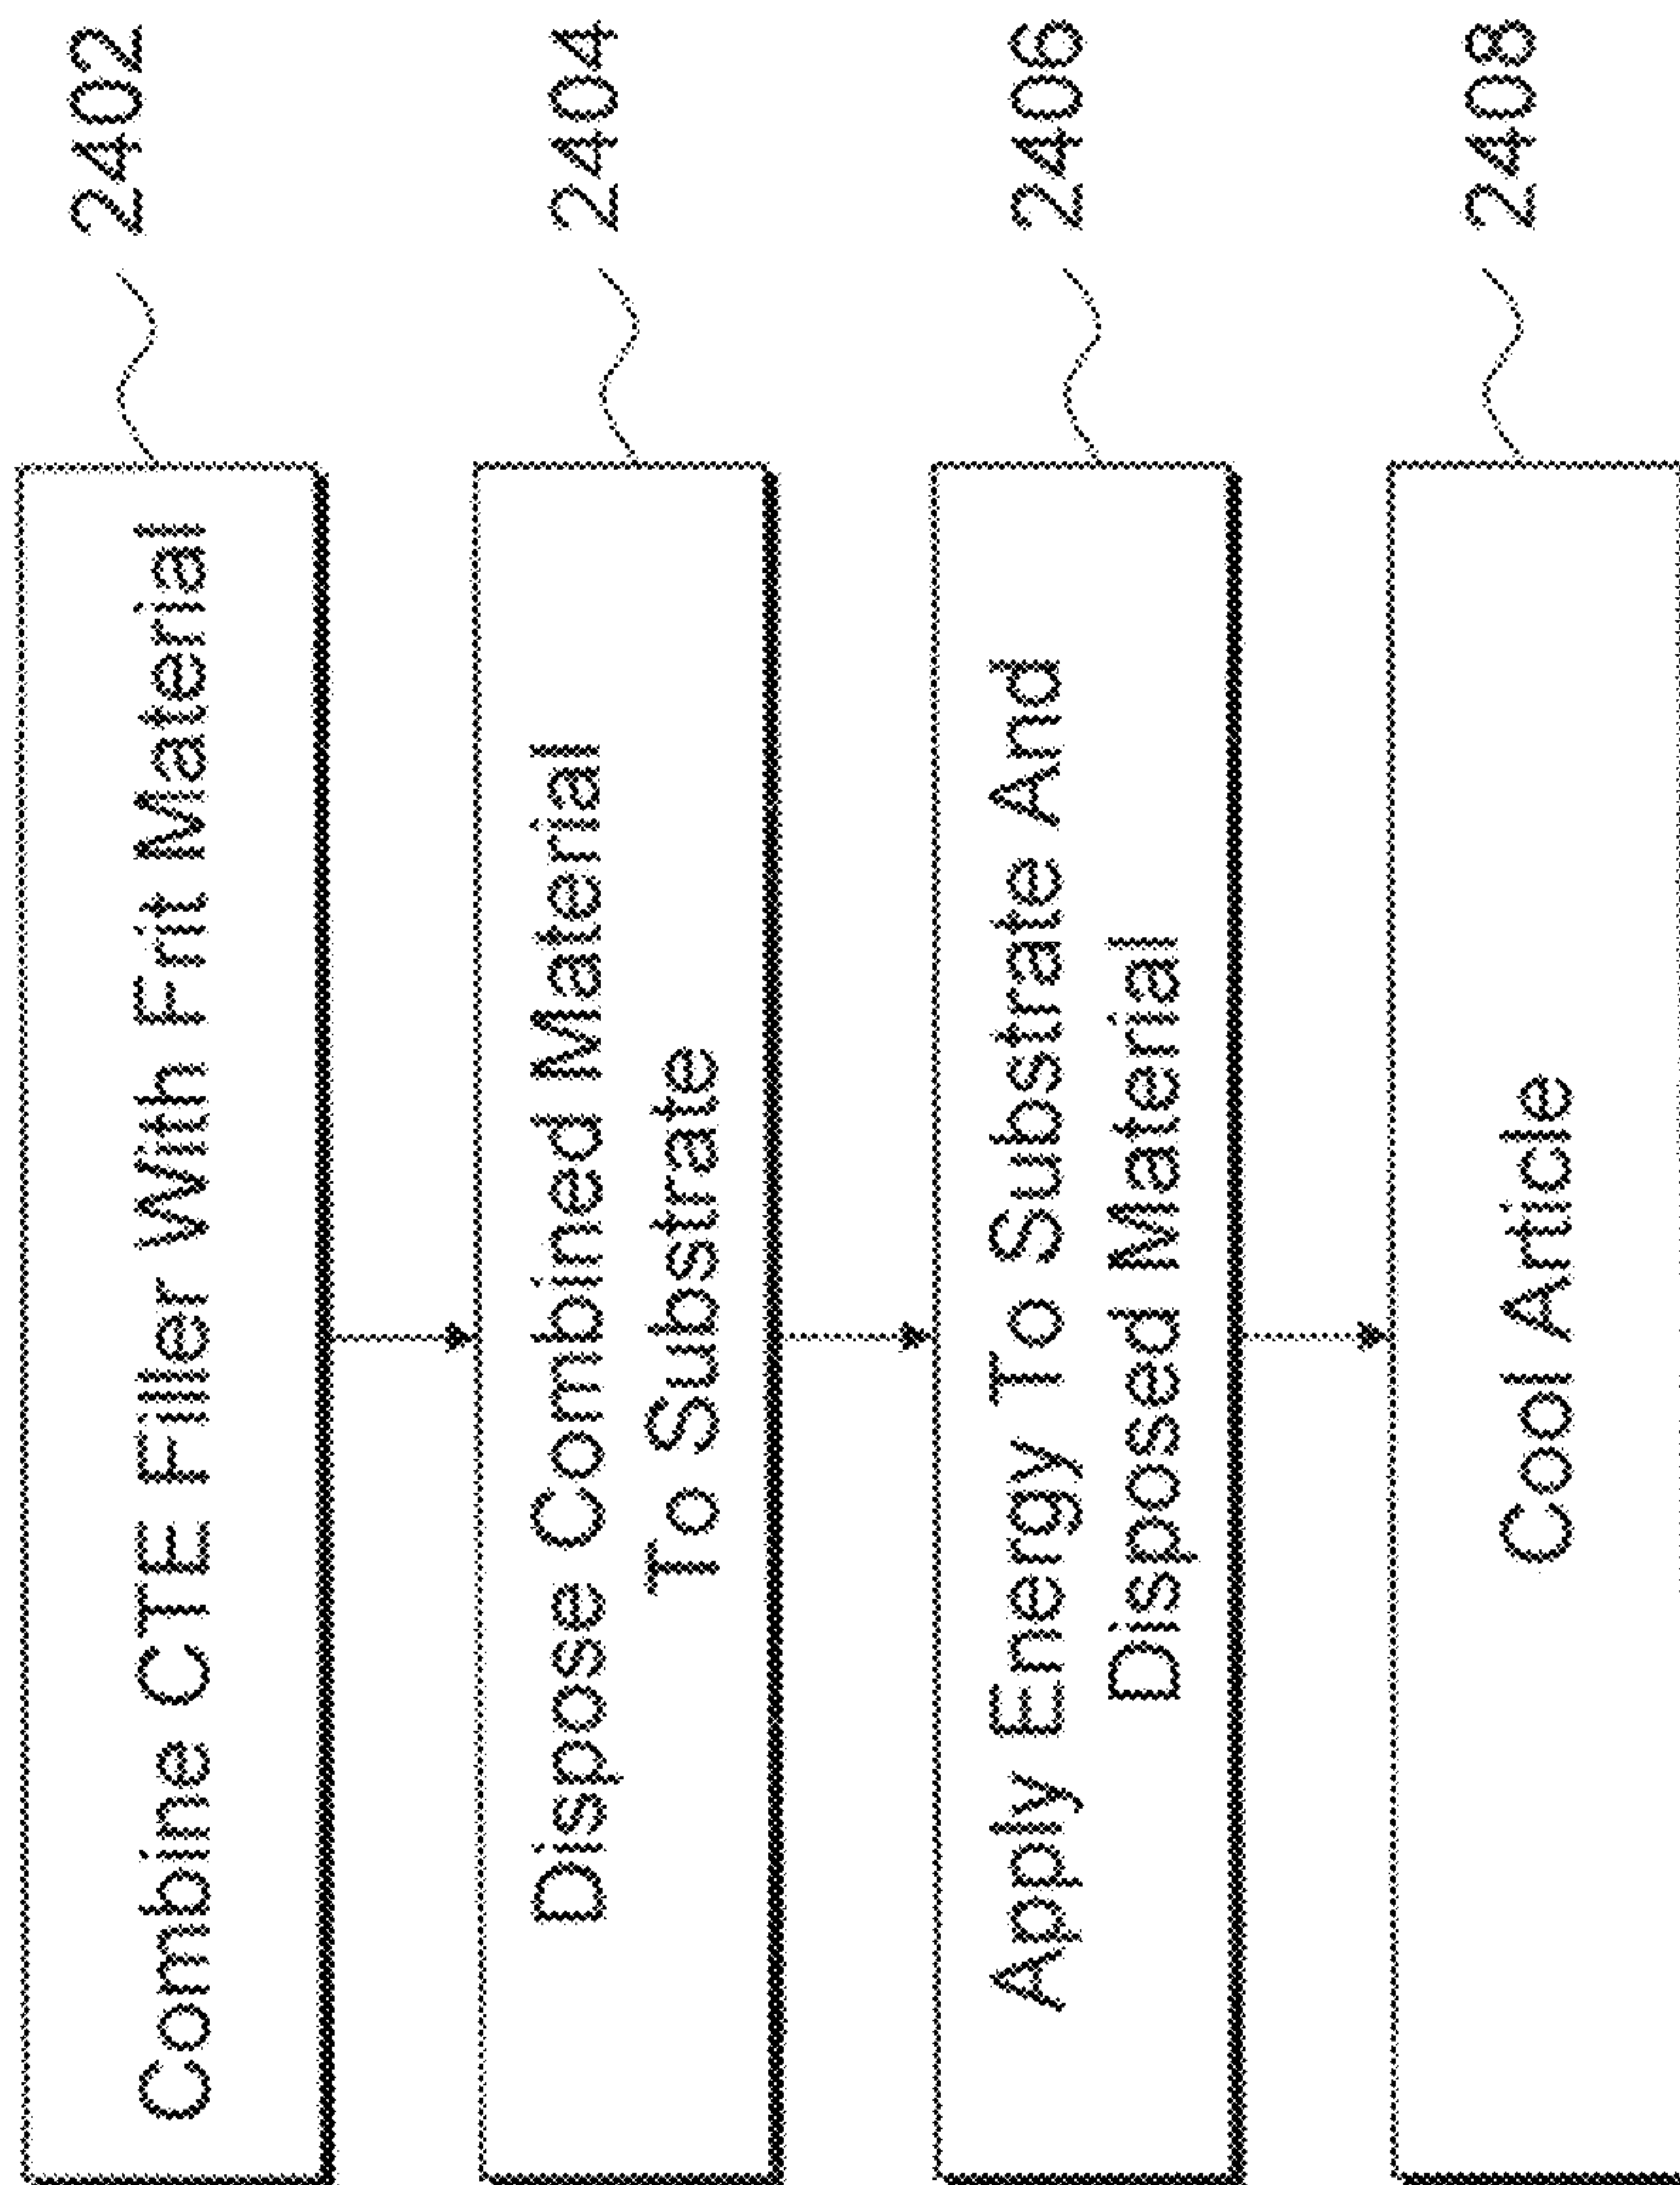 Combine CTE Filler With Frit Material
2402
Dispose Combined Material
To Substrate
2404
Apply Energy To Substrate And
Disposed Material
2406
Cool Article
2408